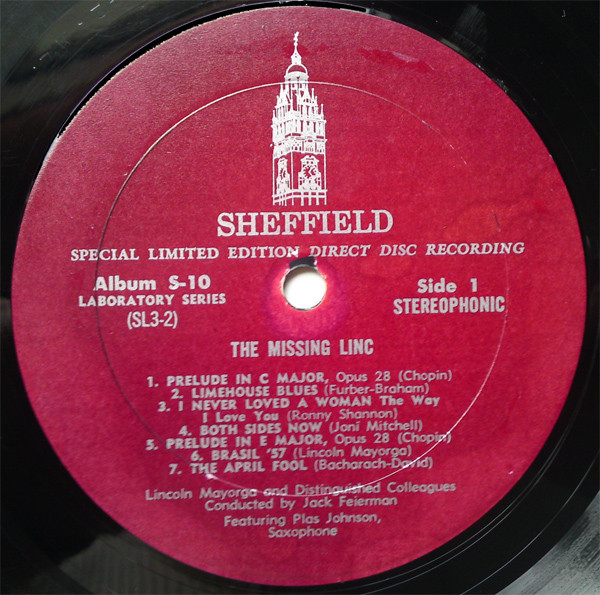 SHEFFIELD
SPECIAL LIMITED EDITION DIRECT DISC RECORDING
Album S-10
LABORATORY SERIES
(SL3-2)
Side 1
STEREOPHONIC
THE MISSING LINC
1. PRELUDE IN C MAJOR, Opus 28 (Chopin)
2. LIMEHOUSE BLUES (Furber-Braham)
3. I NEVER LOVED A WOMAN The Way
I Love You (Ronny Shannon)
4. BOTH SIDES NOW (Joni Mitchell)
5. PRELUDE IN E MAJOR, Opus 28 (Chopin)
6. BRASIL '57 (Lincoln Mayorga)
7. THE APRIL FOOL (Bacharach-David)
Lincoln Mayorga and Distinguished Colleagues
Conducted by Jack Feierman
Featuring Plas Johnson,
Saxophone